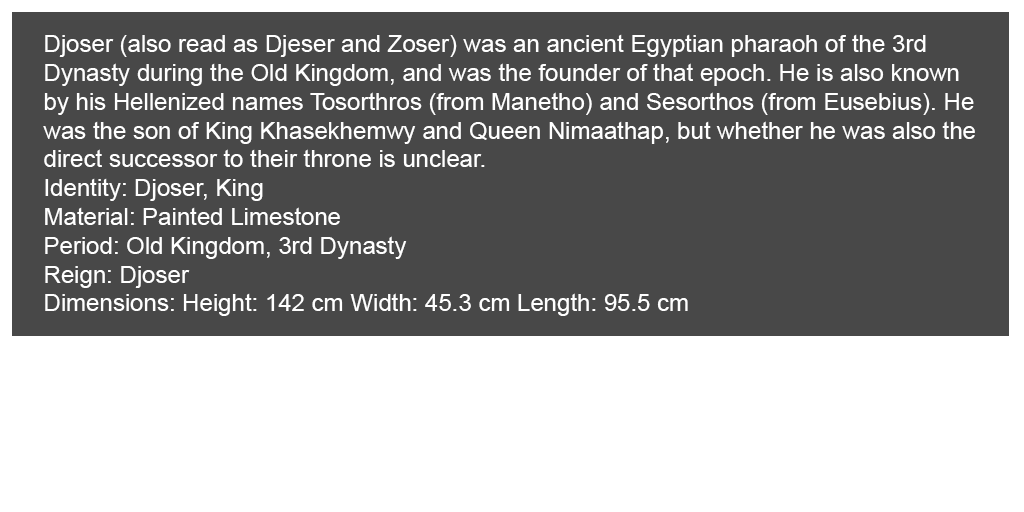 Djoser (also read as Djeser and Zoser) was an ancient Egyptian pharaoh of the 3rd
Dynasty during the Old Kingdom, and was the founder of that epoch. He is also known
by his Hellenized names Tosorthros (from Manetho) and Sesorthos (from Eusebius). He
was the son of King Khasekhemwy and Queen Nimaathap, but whether he was also the
direct successor to their throne is unclear.
Identity: Djoser, King
Material: Painted Limestone
Period: Old Kingdom, 3rd Dynasty
Reign: Djoser
Dimensions: Height: 142 cm Width: 45.3 cm Length: 95.5 cm